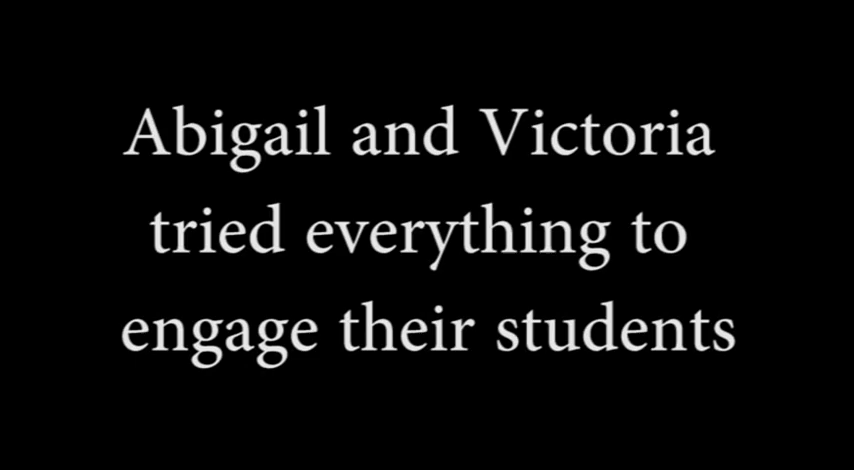 Abigail and Victoria
tried everything to
engage their students